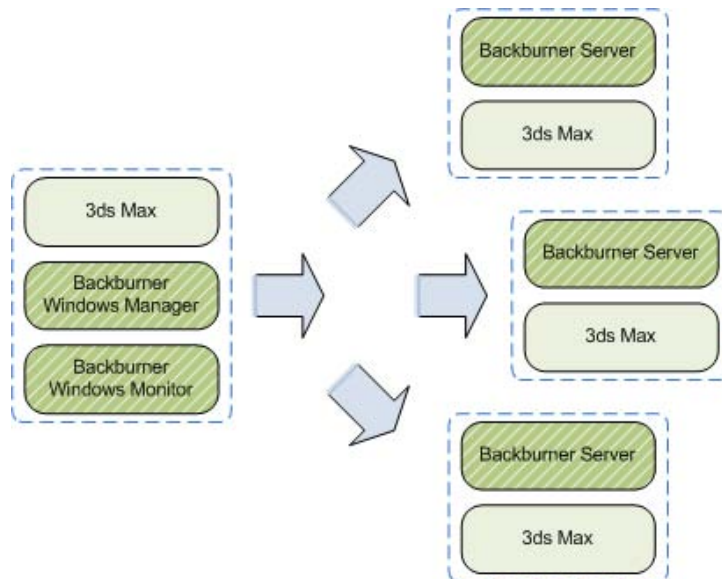 3ds Max
Backburner
Windows Manager
Backburner
Windows Monitor
Backburner Server
3ds Max
Backburner Server
3ds Max
Backburner Server
3ds Max